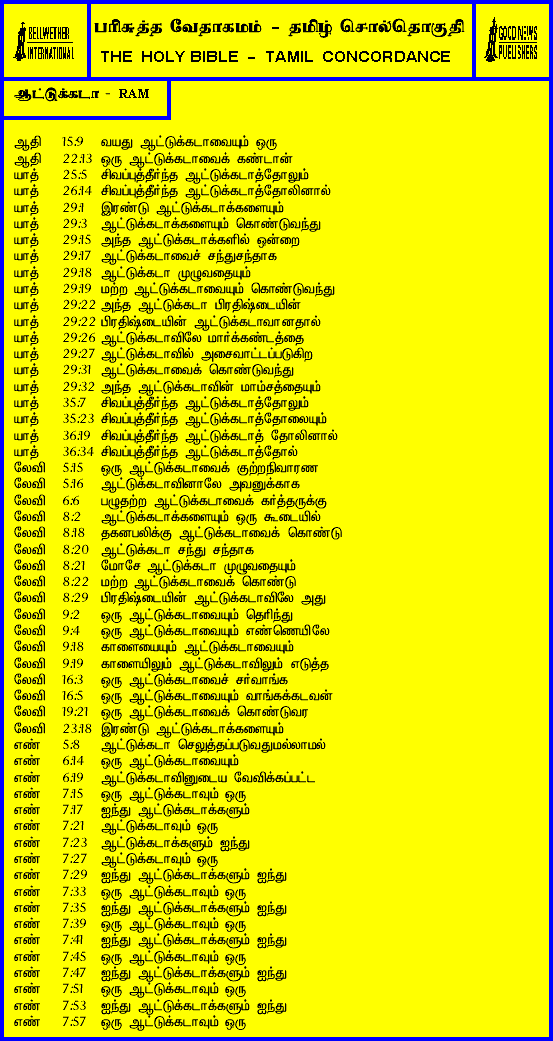 BELLWETHER
INTERNATIONAL
பரிசுத்த வேதாகமம் - தமிழ் சொல்தொகுதி
THE HOLY BIBLE - TAMIL CONCORDANCE
GOOD NEWS
PUBLISHERS
ஆட்டுக்கடா - RAM
ஆதி 15:9 வயது ஆட்டுக்கடாவையும் ஒரு
ஆதி 22:13 ஒரு ஆட்டுக்கடாவைக் கண்டான்
யாத் 25:5 சிவப்புத்தீர்ந்த ஆட்டுக்கடாத்தோலும்
யாத் 26:14 சிவப்புத்தீர்ந்த ஆட்டுக்கடாத்தோலினால்
யாத் 29:1 இரண்டு ஆட்டுக்கடாக்களையும்
யாத் 29:3 ஆட்டுக்கடாக்களையும் கொண்டுவந்து
யாத் 29:15 அந்த ஆட்டுக்கடாக்களில் ஒன்றை
யாத் 29:17 ஆட்டுக்கடாவைச் சந்துசந்தாக
யாத் 29:18 ஆட்டுக்கடா முழுவதையும்
யாத் 29:19 மற்ற ஆட்டுக்கடாவையும் கொண்டுவந்து
யாத் 29:22 அந்த ஆட்டுக்கடா பிரதிஷ்டையின்
யாத் 29:22 பிரதிஷ்டையின் ஆட்டுக்கடாவானதால்
யாத் 29:26 ஆட்டுக்கடாவிலே மார்க்கண்டத்தை
யாத் 29:27 ஆட்டுக்கடாவில் அசைவாட்டப்படுகிற
யாத் 29:31 ஆட்டுக்கடாவைக் கொண்டுவந்து
யாத் 29:32 அந்த ஆட்டுக்கடாவின் மாம்சத்தையும்
யாத் 35:7 சிவப்புத்தீர்ந்த ஆட்டுக்கடாத்தோலும்
யாத் 35:23 சிவப்புத்தீர்ந்த ஆட்டுக்கடாத்தோலையும்
யாத் 36:19 சிவப்புத்தீர்ந்த ஆட்டுக்கடாத் தோலினால்
யாத் 36:34 சிவப்புத்தீர்ந்த ஆட்டுக்கடாத்தோல்
லேவி 5:15 ஒரு ஆட்டுக்கடாவைக் குற்றநிவாரண
லேவி 5:16 ஆட்டுக்கடாவினாலே அவனுக்காக
லேவி 6:6 பழுதற்ற ஆட்டுக்கடாவைக் கர்த்தருக்கு
லேவி 8:2 ஆட்டுக்கடாக்களையும் ஒரு கூடையில்
லேவி 8:18 தகனபலிக்கு ஆட்டுக்கடாவைக் கொண்டு
லேவி 8:20 ஆட்டுக்கடா சந்து சந்தாக
லேவி 8:21 மோசே ஆட்டுக்கடா முழுவதையும்
லேவி 8:22 மற்ற ஆட்டுக்கடாவைக் கொண்டு
லேவி 8:29 பிரதிஷ்டையின் ஆட்டுக்கடாவிலே அது
லேவி 9:2 ஒரு ஆட்டுக்கடாவையும் தெரிந்து
லேவி 9:4 ஒரு ஆட்டுக்கடாவையும் எண்ணெயிலே
லேவி 9:18 காளையையும் ஆட்டுக்கடாவையும்
லேவி 9:19 காளையிலும் ஆட்டுக்கடாவிலும் எடுத்த
லேவி 16:3 ஒரு ஆட்டுக்கடாவைச் சர்வாங்க
லேவி 16:5 ஒரு ஆட்டுக்கடாவையும் வாங்கக்கடவன்
லேவி 19:21 ஒரு ஆட்டுக்கடாவைக் கொண்டுவர
லேவி 23:18 இரண்டு ஆட்டுக்கடாக்களையும்
எண் 5:8 ஆட்டுக்கடா செலுத்தப்படுவதுமல்லாமல்
எண் 6:14 ஒரு ஆட்டுக்கடாவையும்
எண் 6:19 ஆட்டுக்கடாவினுடைய வேவிக்கப்பட்ட
எண் 7:15 ஒரு ஆட்டுக்கடாவும் ஒரு
எண் 7:17 ஐந்து ஆட்டுக்கடாக்களும்
எண் 7:21 ஆட்டுக்கடாவும் ஒரு
எண் 7:23 ஆட்டுக்கடாக்களும் ஐந்து
எண் 7:27 ஆட்டுக்கடாவும் ஒரு
எண் 7:29 ஐந்து ஆட்டுக்கடாக்களும் ஐந்து
எண் 7:33 ஒரு ஆட்டுக்கடாவும் ஒரு
எண் 7:35 ஐந்து ஆட்டுக்கடாக்களும் ஐந்து
எண் 7:39 ஒரு ஆட்டுக்கடாவும் ஒரு
எண் 7:41 ஐந்து ஆட்டுக்கடாக்களும் ஐந்து
எண் 7:45 ஒரு ஆட்டுக்கடாவும் ஒரு
எண் 7:47 ஐந்து ஆட்டுக்கடாக்களும் ஐந்து
எண் 7:51 ஒரு ஆட்டுக்கடாவும் ஒரு
எண் 7:53 ஐந்து ஆட்டுக்கடாக்களும் ஐந்து
எண் 7:57 ஒரு ஆட்டுக்கடாவும் ஒரு